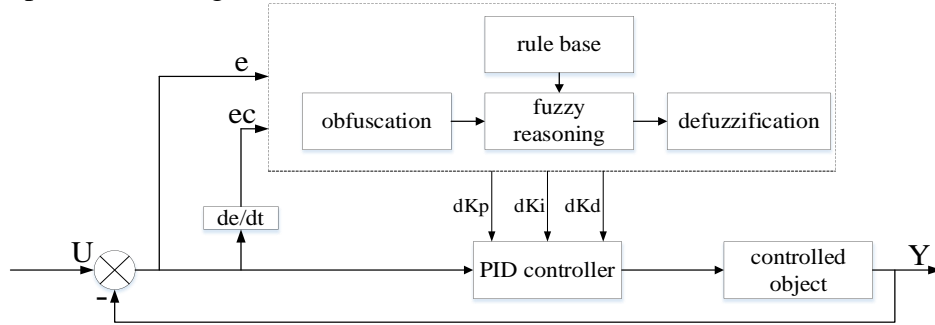 rule base
e
ec
obfuscation
fuzzy
reasoning
defuzzification
de/dt
dKp
dKi
dKd
U
-
PID controller
controlled
object
Y